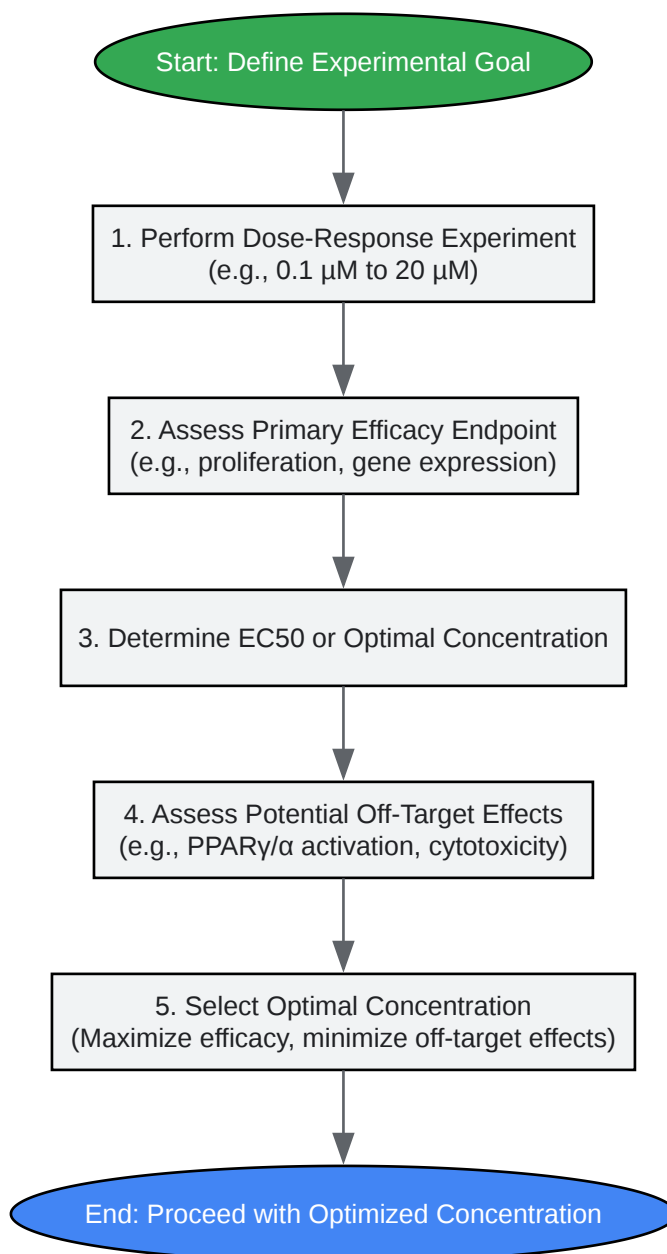 Start: Define Experimental Goal
1. Perform Dose-Response Experiment
(e.g., 0.1 µM to 20 µM)
2. Assess Primary Efficacy Endpoint
(e.g., proliferation, gene expression)
3. Determine EC50 or Optimal Concentration
4. Assess Potential Off-Target Effects
(e.g., PPARγ/α activation, cytotoxicity)
5. Select Optimal Concentration
(Maximize efficacy, minimize off-target effects)
End: Proceed with Optimized Concentration